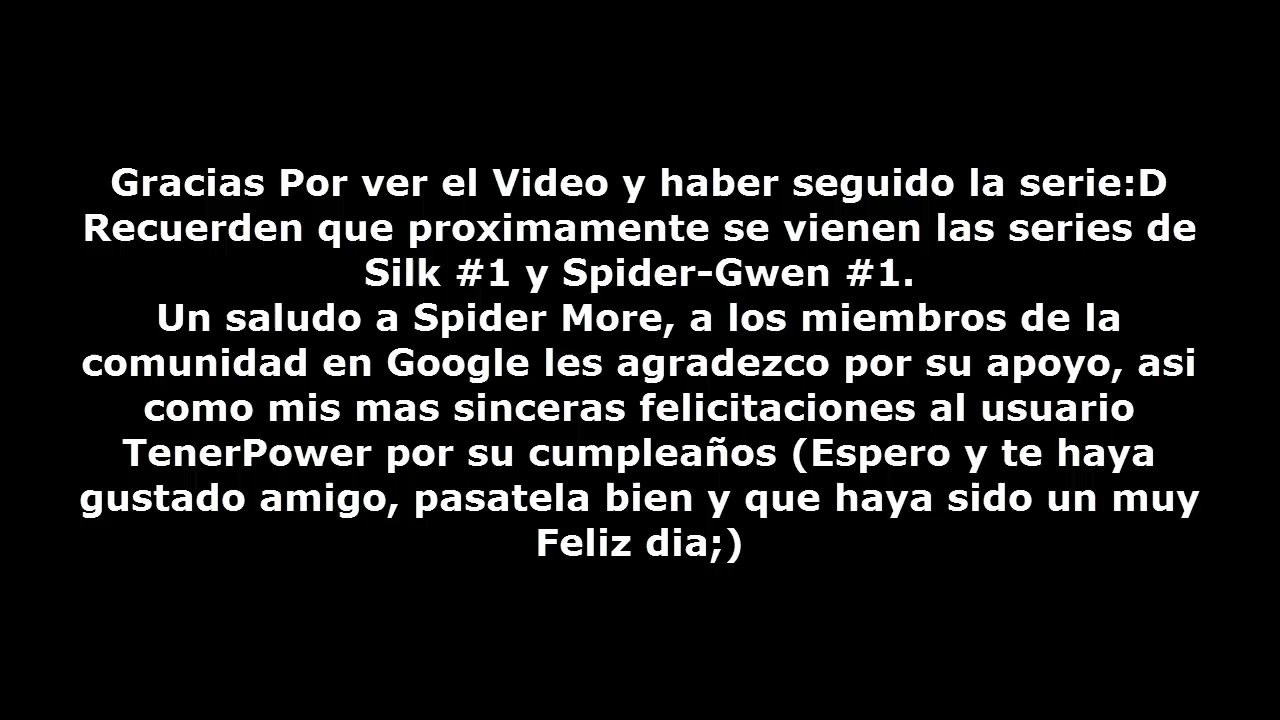 Gracias Por ver el Video y haber seguido la serie:D
Recuerden que proximamente se vienen las series de
Silk #1 y Spider-Gwen #1.
Un saludo a Spider More, a los miembros de la
comunidad en Google les agradezco por su apoyo, asi
como mis mas sinceras felicitaciones al usuario
TenerPower por su cumpleaños (Espero y te haya
gustado amigo, pasatela bien y que haya sido un muy
Feliz dia;)